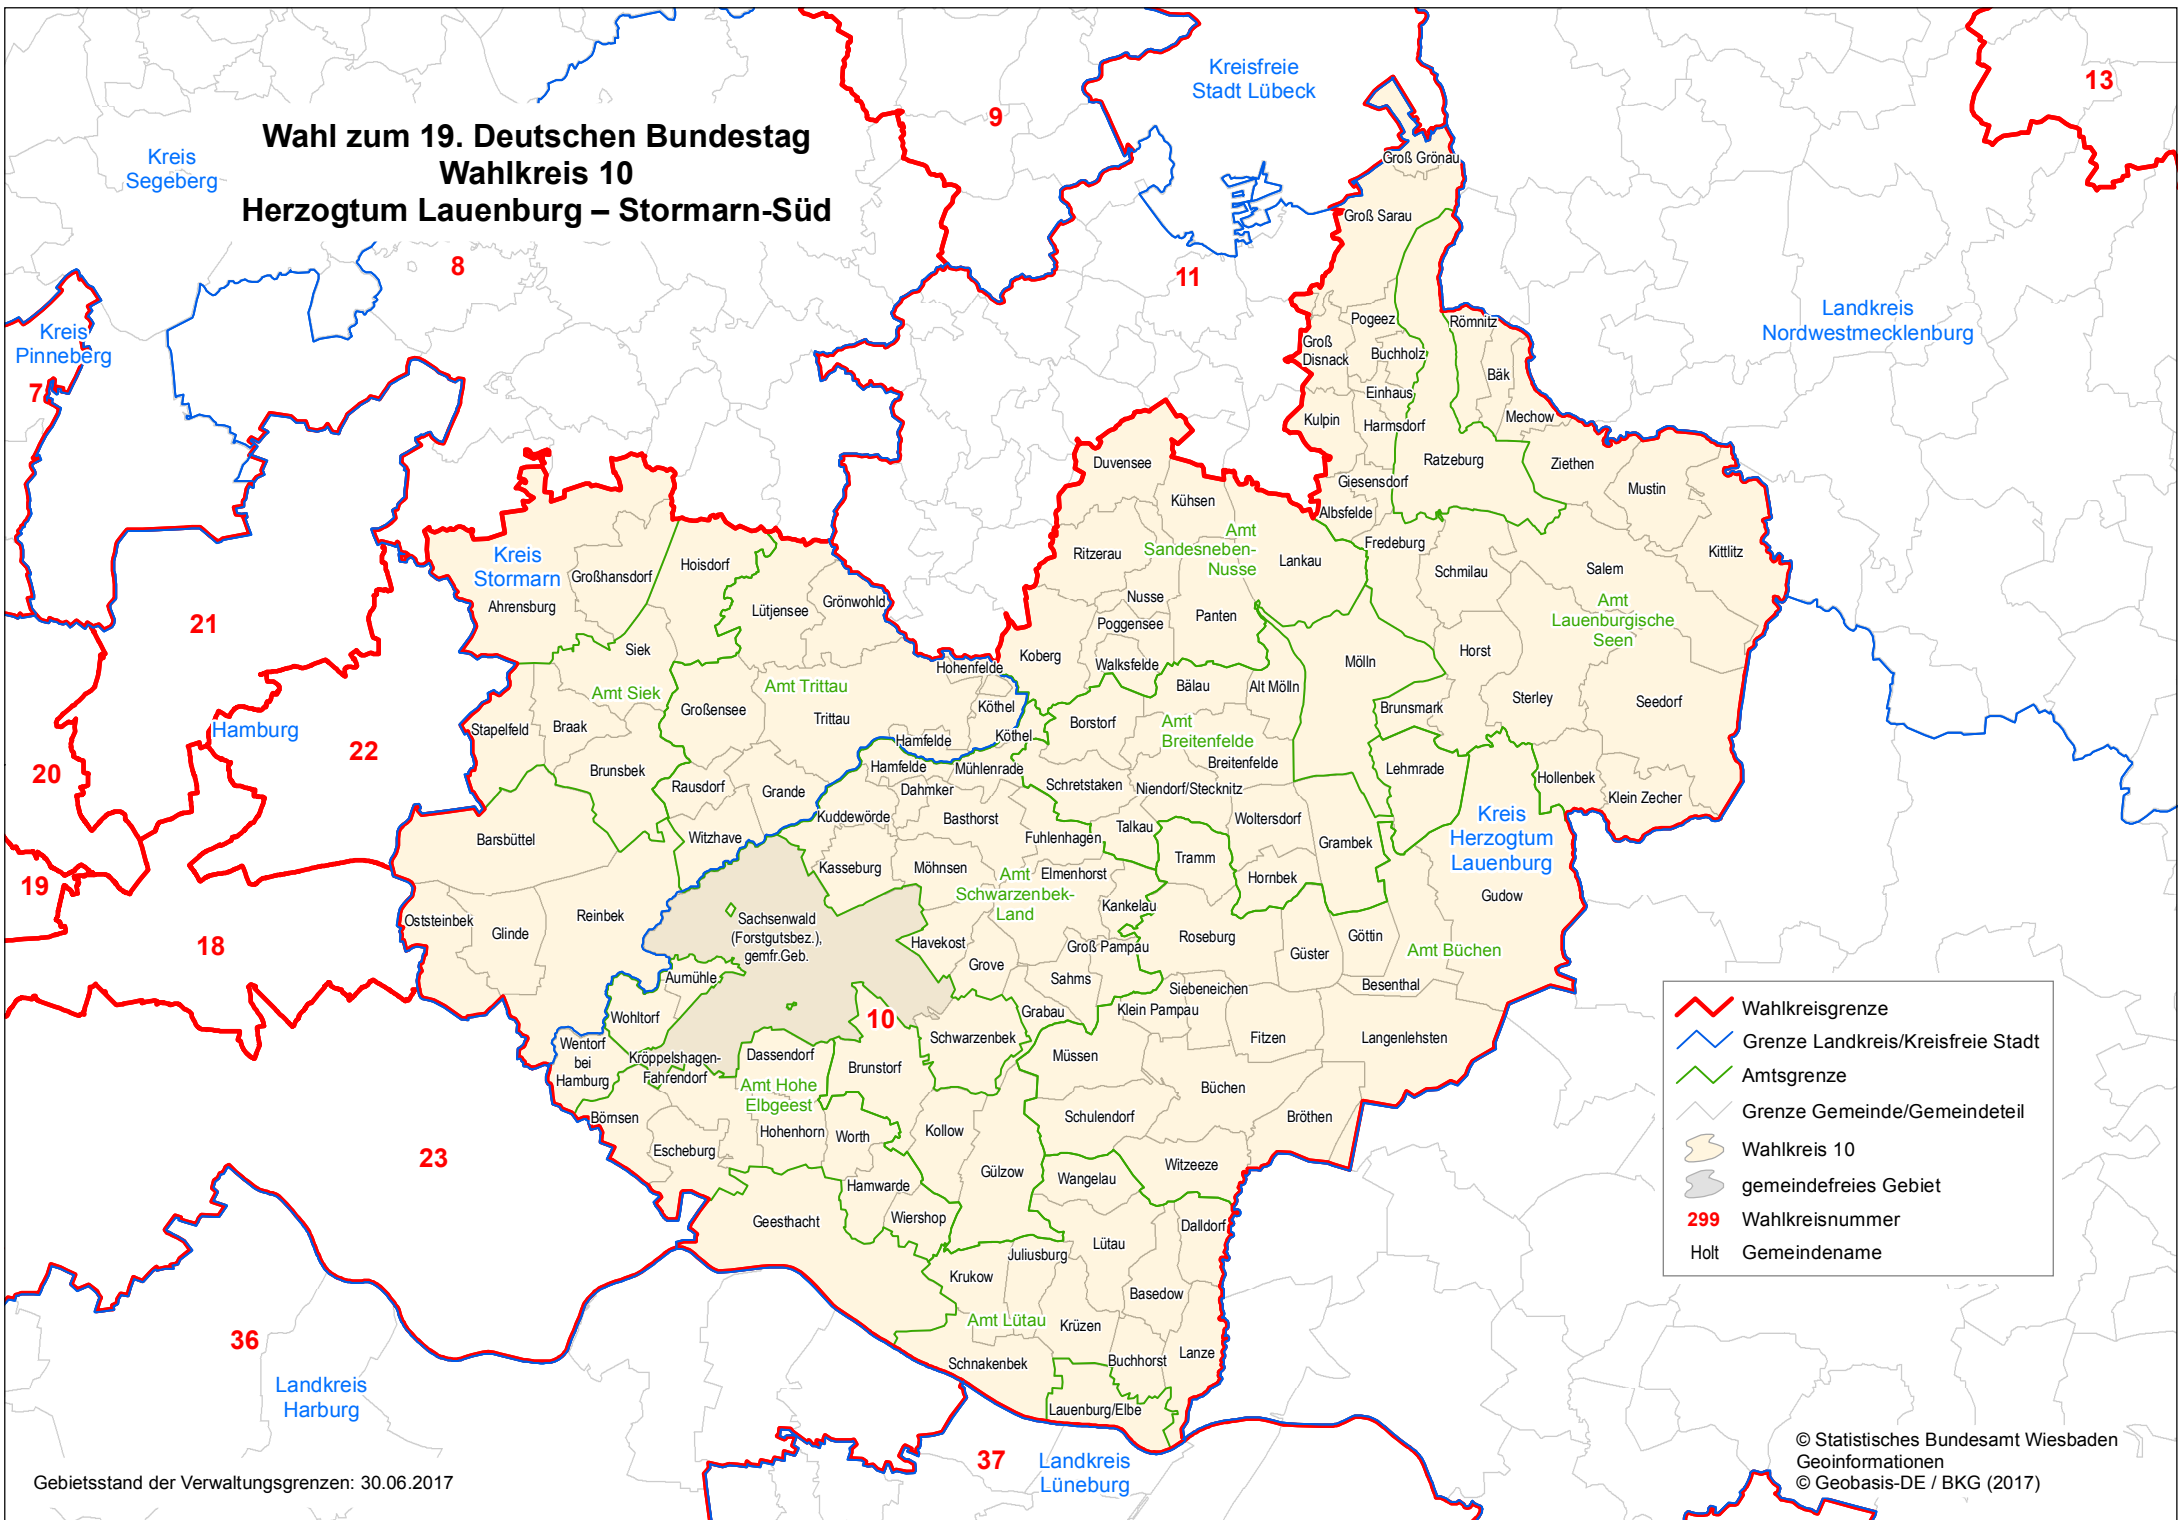 Wahl zum 19. Deutschen Bundestag
Wahlkreis 10
Herzogtum Lauenburg – Stormarn-Süd
Kreis
Segeberg
Kreisfreie
Stadt Lübeck
9
13
8
11
Kreis
Pinneberg
7
Landkreis
Nordwestmecklenburg
21
Hamburg
22
20
19
18
23
36
37
10
Landkreis
Harburg
Landkreis
Lüneburg
Kreis
Stormarn
Kreis
Herzogtum
Lauenburg
Groß Grönau
Groß Sarau
Pogeez
Römnitz
Groß
Disnack
Buchholz
Bäk
Einhaus
Mechow
Kulpin
Harmsdorf
Ratzeburg
Ziethen
Mustin
Giesensdorf
Albsfelde
Fredeburg
Kittlitz
Schmilau
Salem
Amt
Lauenburgische
Seen
Horst
Sterley
Seedorf
Brunsmark
Lehmrade
Hollenbek
Klein Zecher
Mölln
Duvensee
Kühsen
Amt
Sandesneben-
Nusse
Ritzerau
Lankau
Nusse
Poggensee
Panten
Koberg
Walksfelde
Bälau
Alt Mölln
Borstorf
Amt
Breitenfelde
Breitenfelde
Schretstaken
Niendorf/Stecknitz
Talkau
Woltersdorf
Grambek
Tramm
Hornbek
Fuhlenhagen
Ahrensburg
Großhansdorf
Hoisdorf
Lütjensee
Grönwohld
Siek
Amt Siek
Amt Trittau
Hohenfelde
Köthel
Köthel
Großensee
Trittau
Stapelfeld
Braak
Brunsbek
Hamfelde
Hamfelde
Mühlenrade
Rausdorf
Grande
Dahmker
Kuddewörde
Basthorst
Witzhave
Barsbüttel
Kasseburg
Möhnsen
Amt
Schwarzenbek-
Land
Elmenhorst
Kankelau
Oststeinbek
Glinde
Reinbek
Sachsenwald
(Forstgutsbez.),
gemfr.Geb.
Havekost
Grove
Groß Pampau
Sahms
Roseburg
Güster
Göttin
Gudow
Amt Büchen
Besenthal
Siebeneichen
Klein Pampau
Grabau
Fitzen
Langenlehsten
Aumühle
Wohltorf
Wentorf
bei
Hamburg
Kröppelshagen-
Fahrendorf
Dassendorf
Brunstorf
Schwarzenbek
Müssen
Büchen
Bröthen
Amt Hohe
Elbgeest
Börnsen
Escheburg
Hohenhorn
Worth
Kollow
Schulendorf
Gülzow
Wangelau
Witzeeze
Hamwarde
Wiershop
Geesthacht
Dalldorf
Lütau
Juliusburg
Krukow
Basedow
Amt Lütau
Krüzen
Schnakenbek
Buchhorst
Lanze
Lauenburg/Elbe
Wahlkreisgrenze
Grenze Landkreis/Kreisfreie Stadt
Amtsgrenze
Grenze Gemeinde/Gemeindeteil
Wahlkreis 10
gemeindefreies Gebiet
299 Wahlkreisnummer
Holt Gemeindename
Gebietsstand der Verwaltungsgrenzen: 30.06.2017
© Statistisches Bundesamt Wiesbaden
Geoinformationen
© Geobasis-DE / BKG (2017)